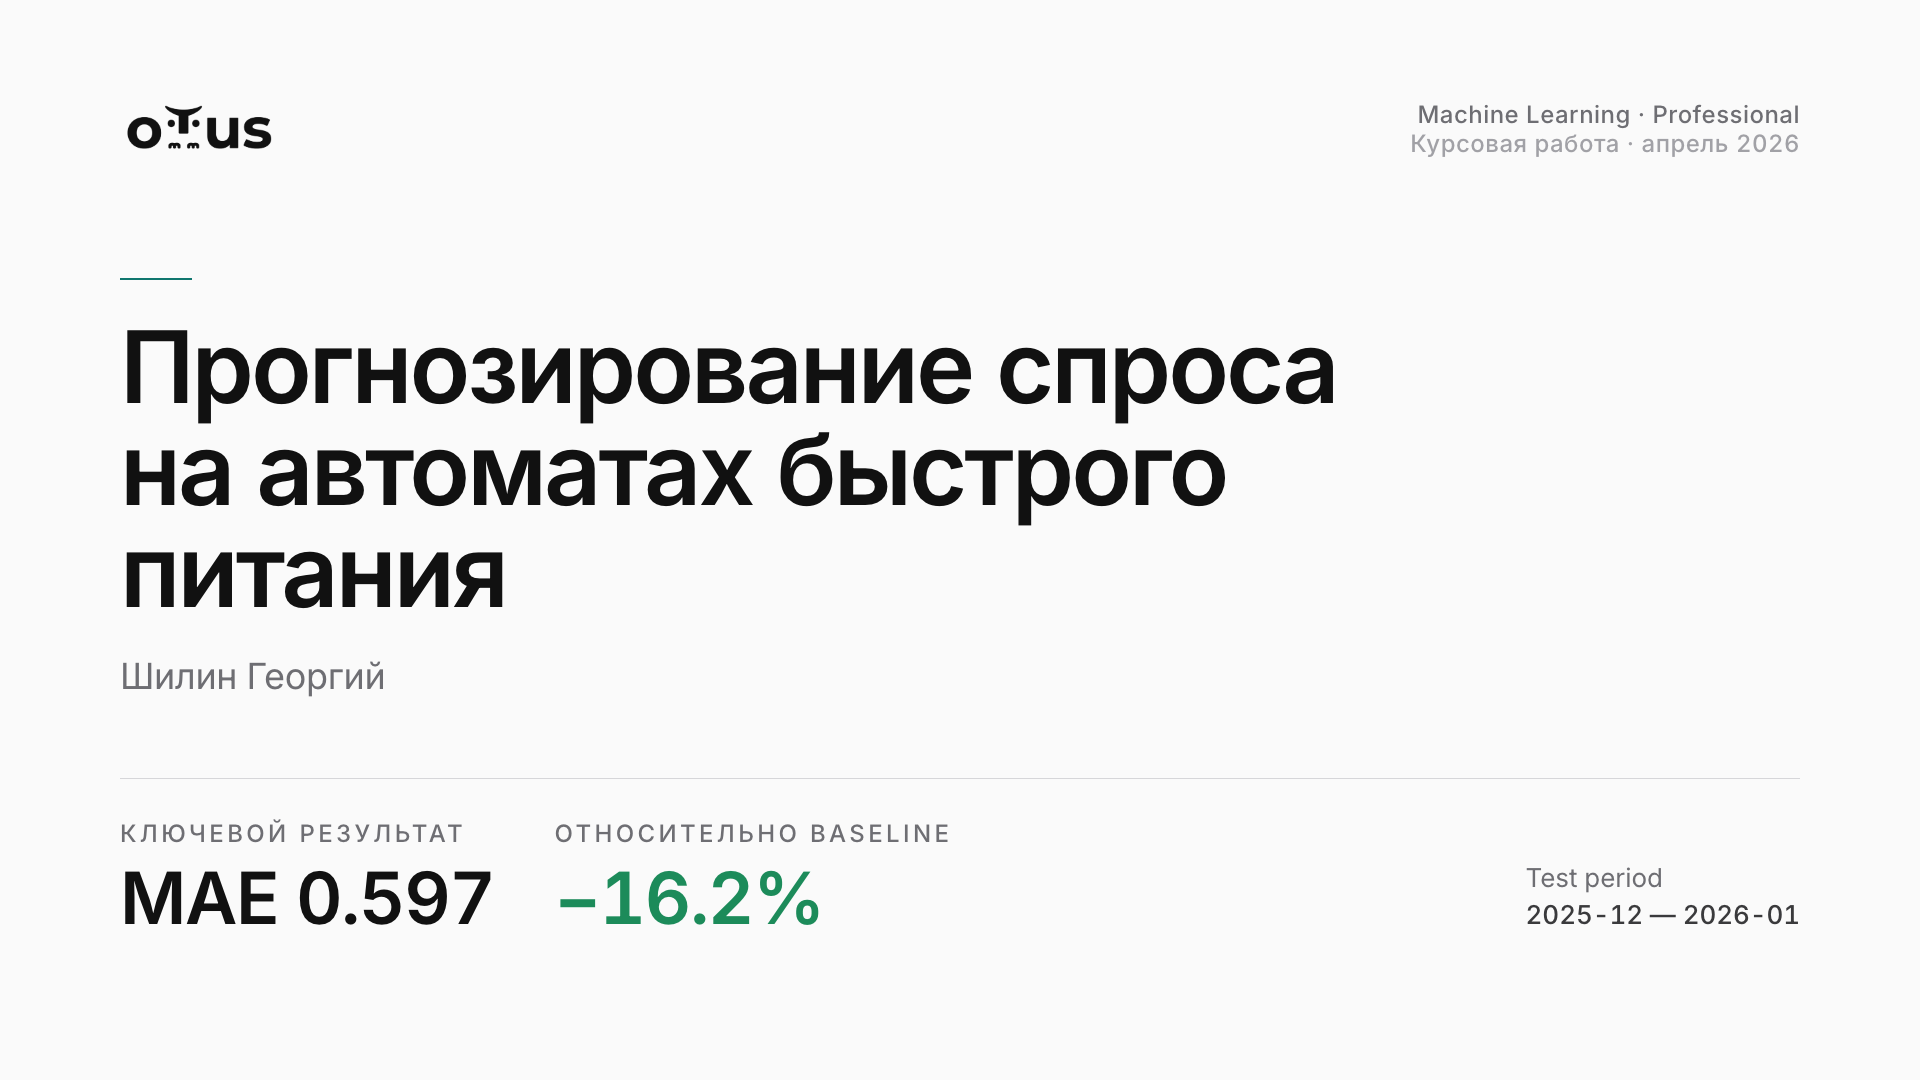 otus
Machine Learning · Professional
Курсовая работа · апрель 2026
Прогнозирование спроса
на автоматах быстрого
питания
Шилин Георгий
КЛЮЧЕВОЙ РЕЗУЛЬТАТ
MAE 0.597
ОТНОСИТЕЛЬНО BASELINE
−16.2%
Test period
2025-12 — 2026-01